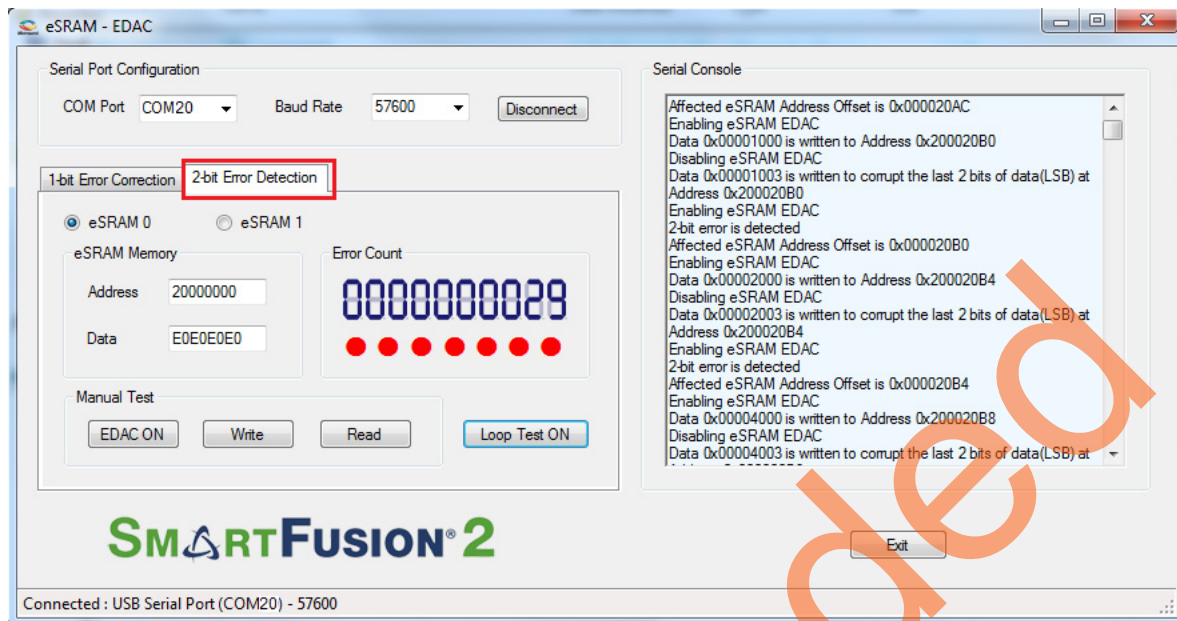 eSRAM - EDAC
Serial Port Configuration
COM Port COM20 Baud Rate 57600 Disconnect
1-bit Error Correction 2-bit Error Detection
eSRAM 0 eSRAM 1
eSRAM Memory
Address 20000000
Data E0E0E0E0
Error Count
0000000029
Manual Test
EDAC ON Write Read Loop Test ON
Serial Console
Affected eSRAM Address Offset is 0x000020AC
Enabling eSRAM EDAC
Data 0x00001000 is written to Address 0x200020B0
Disabling eSRAM EDAC
Data 0x00001003 is written to corrupt the last 2 bits of data(LSB) at
Address 0x200020B0
Enabling eSRAM EDAC
2-bit error is detected
Affected eSRAM Address Offset is 0x000020B0
Enabling eSRAM EDAC
Data 0x00002000 is written to Address 0x200020B4
Disabling eSRAM EDAC
Data 0x00002003 is written to corrupt the last 2 bits of data(LSB) at
Address 0x200020B4
Enabling eSRAM EDAC
2-bit error is detected
Affected eSRAM Address Offset is 0x000020B4
Enabling eSRAM EDAC
Data 0x00004000 is written to Address 0x200020B8
Disabling eSRAM EDAC
Data 0x00004003 is written to corrupt the last 2 bits of data(LSB) at
SMARTFUSION® 2
Exit
Connected : USB Serial Port (COM20) - 57600
ded